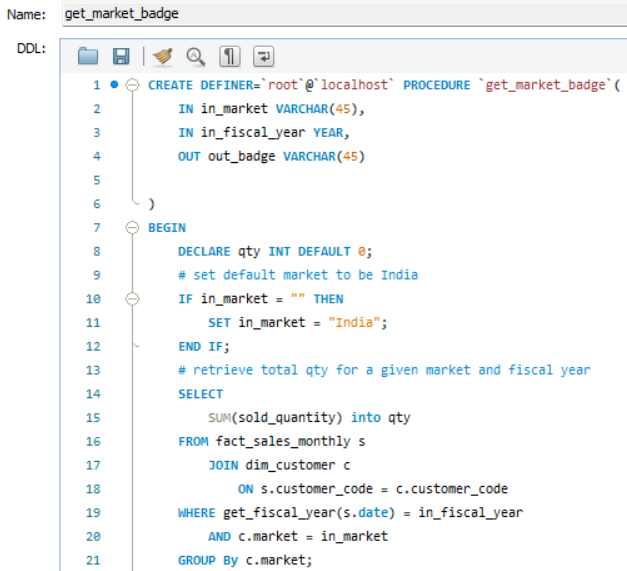 Name: get_market_badge
DDL:
1 CREATE DEFINER=`root`@`localhost` PROCEDURE `get_market_badge`(
2 IN in_market VARCHAR(45),
3 IN in_fiscal_year YEAR,
4 OUT out_badge VARCHAR(45)
5
6 )
7 BEGIN
8 DECLARE qty INT DEFAULT 0;
9 # set default market to be India
10 IF in_market = "" THEN
11 SET in_market = "India";
12 END IF;
13 # retrieve total qty for a given market and fiscal year
14 SELECT
15 SUM(sold_quantity) into qty
16 FROM fact_sales_monthly s
17 JOIN dim_customer c
18 ON s.customer_code = c.customer_code
19 WHERE get_fiscal_year(s.date) = in_fiscal_year
20 AND c.market = in_market
21 GROUP By c.market;